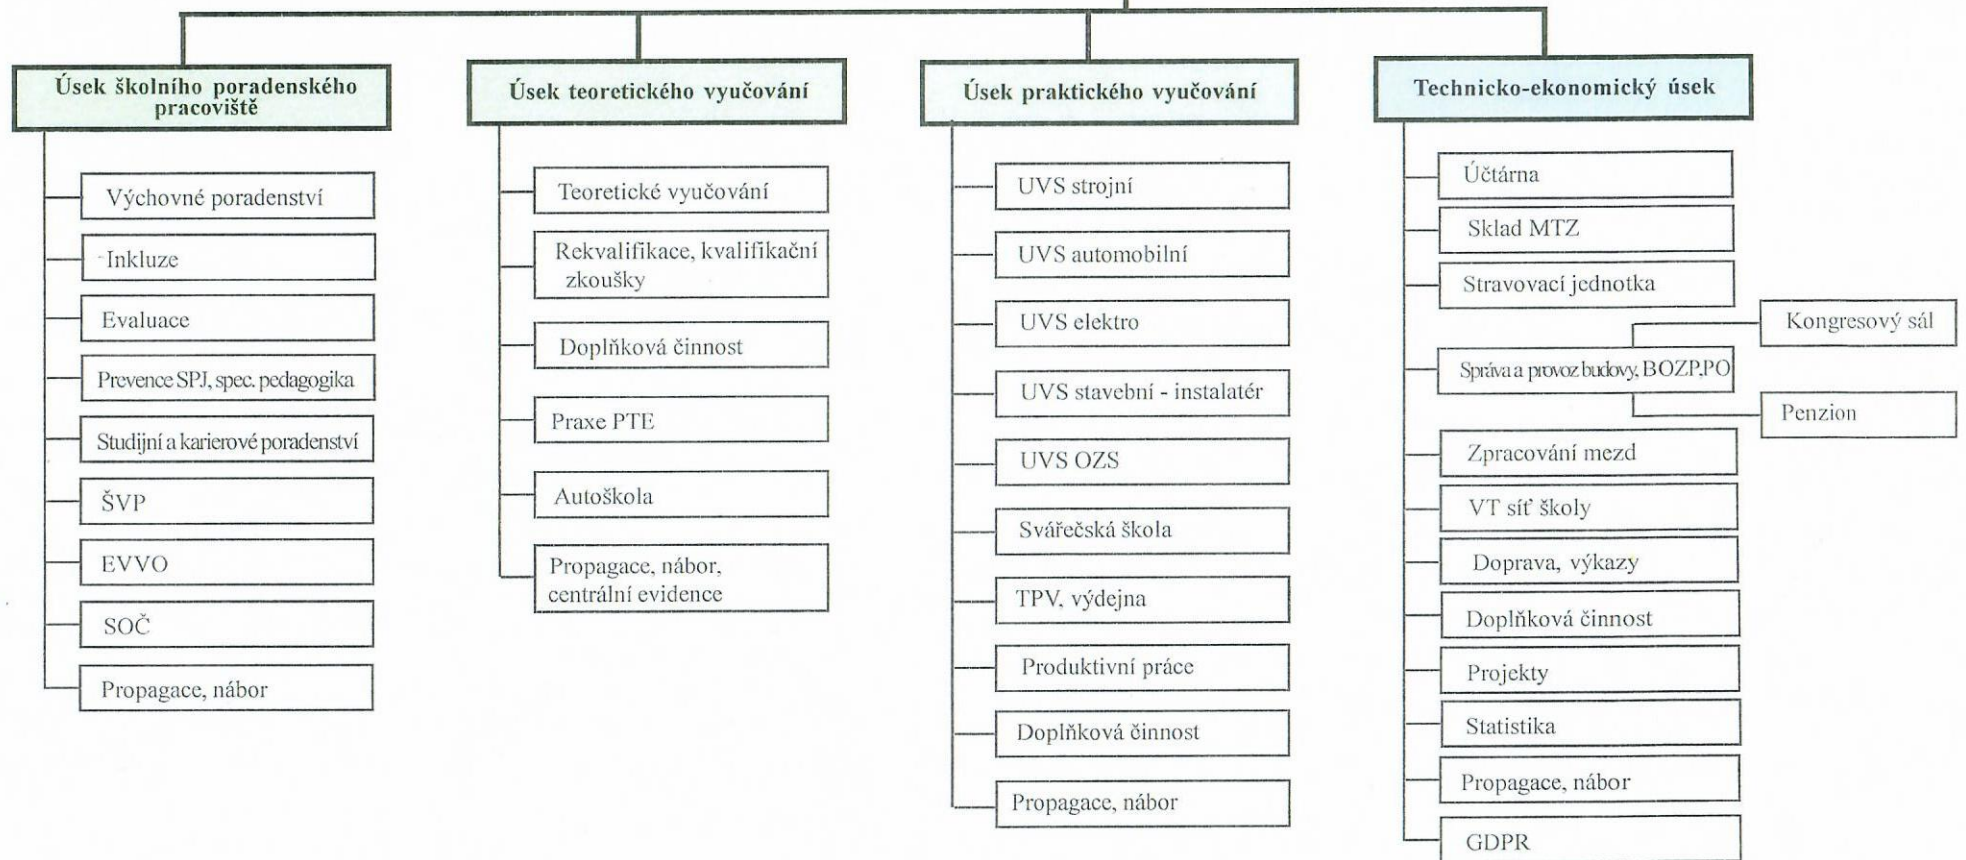 Úsek školního poradenského
pracoviště
Výchovné poradenství
Inkluze
Evaluace
Prevence SPJ, spec. pedagogika
Studijní a karierové poradenství
ŠVP
EVVO
SOČ
Propagace, nábor
Úsek teoretického vyučování
Teoretické vyučování
Rekvalifikace, kvalifikační
zkoušky
Doplňková činnost
Praxe PTE
Autoškola
Propagace, nábor,
centrální evidence
Úsek praktického vyučování
UVS strojní
UVS automobilní
UVS elektro
UVS stavební - instalatér
UVS OZS
Svářečská škola
TPV, výdejna
Produktivní práce
Doplňková činnost
Propagace, nábor
Technicko-ekonomický úsek
Účtárna
Sklad MTZ
Stravovací jednotka
Správa a provoz budovy, BOZP,PO
Kongresový sál
Penzion
Zpracování mezd
VT síť školy
Doprava, výkazy
Doplňková činnost
Projekty
Statistika
Propagace, nábor
GDPR